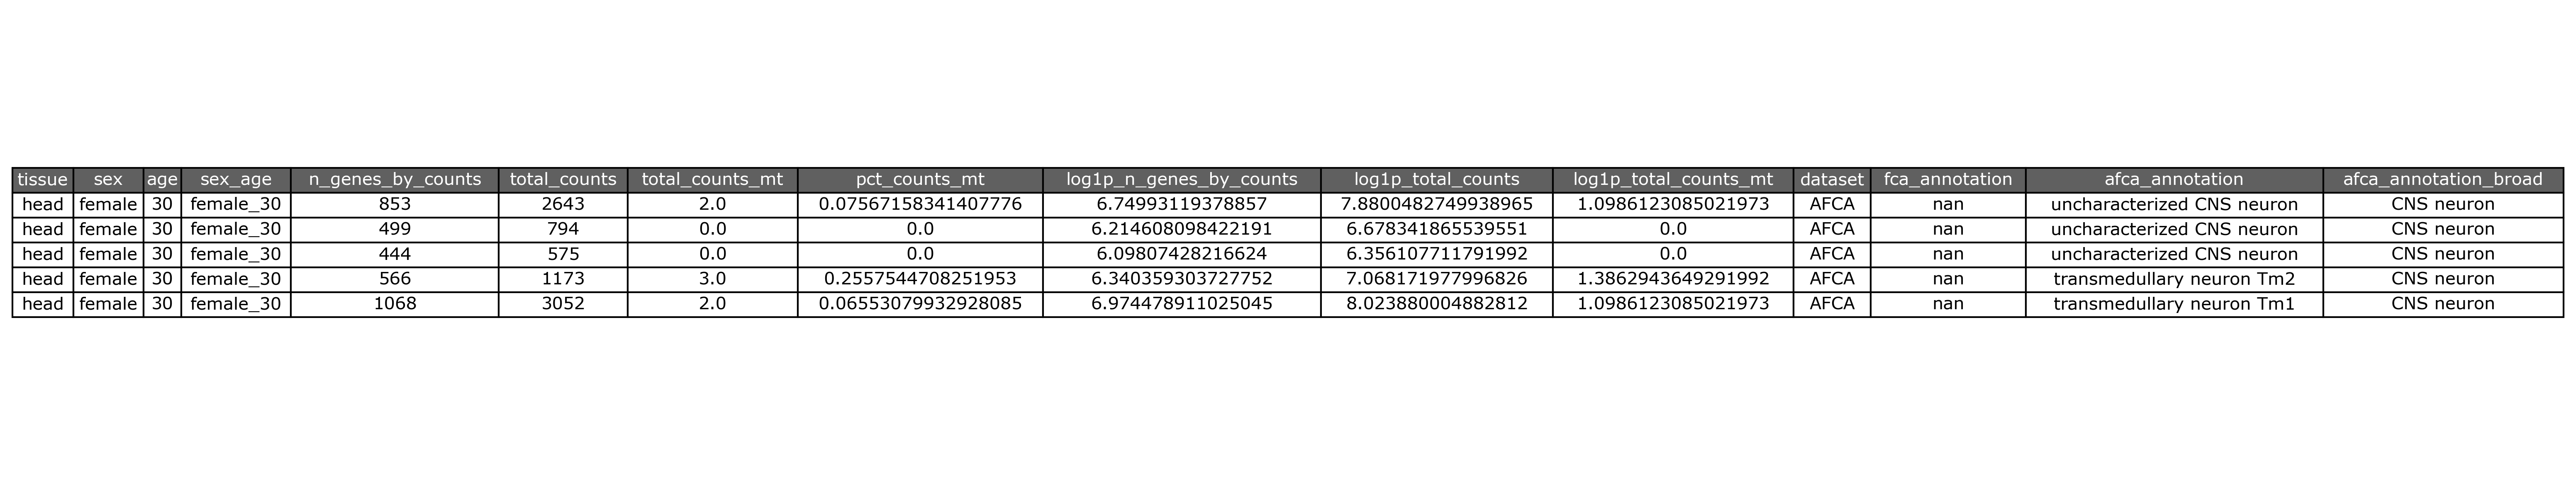 tissue sex age sex_age n_genes_by_counts total_counts total_counts_mt pct_counts_mt log1p_n_genes_by_counts log1p_total_counts log1p_total_counts_mt dataset fca_annotation afca_annotation afca_annotation_broad
head female 30 female_30 853 2643 2.0 0.07567158341407776 6.74993119378857 7.8800482749938965 1.0986123085021973 AFCA nan uncharacterized CNS neuron CNS neuron
head female 30 female_30 499 794 0.0 0.0 6.214608098422191 6.678341865539551 0.0 AFCA nan uncharacterized CNS neuron CNS neuron
head female 30 female_30 444 575 0.0 0.0 6.09807428216624 6.356107711791992 0.0 AFCA nan uncharacterized CNS neuron CNS neuron
head female 30 female_30 566 1173 3.0 0.2557544708251953 6.340359303727752 7.068171977996826 1.3862943649291992 AFCA nan transmedullary neuron Tm2 CNS neuron
head female 30 female_30 1068 3052 2.0 0.06553079932928085 6.974478911025045 8.023880004882812 1.0986123085021973 AFCA nan transmedullary neuron Tm1 CNS neuron